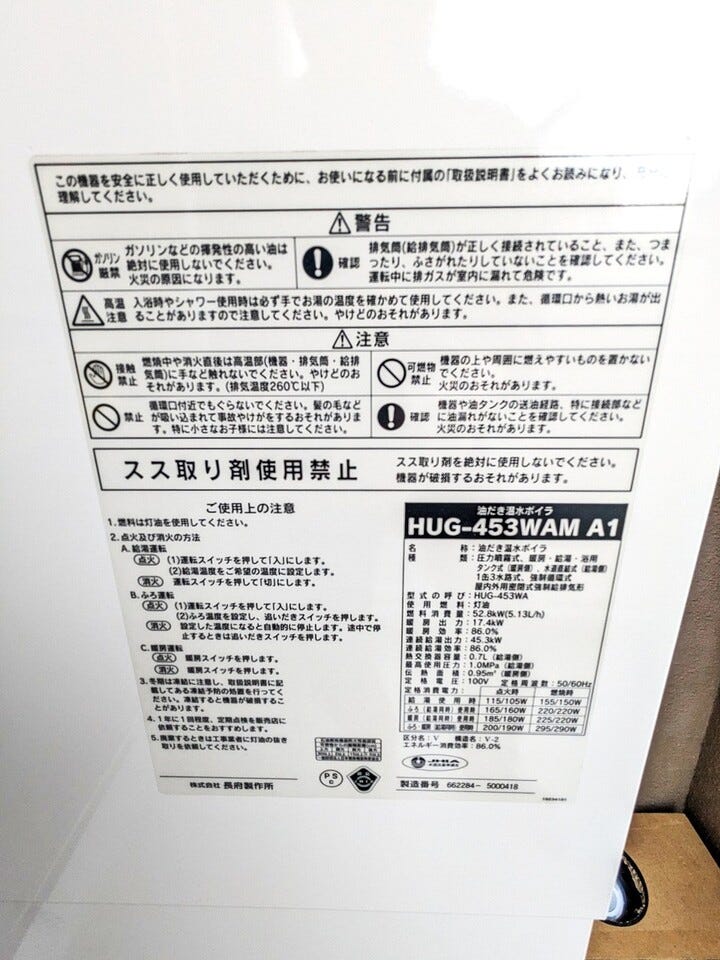 この機器を安全に正しく使用していただくために、お使いになる前に付属の「取扱説明書」をよくお読みになり、
理解してください。
警告
ガソリン厳禁
ガソリンなどの揮発性の高い油は
絶対に使用しないでください。
火災の原因になります。
確認
排気筒(給排気筒)が正しく接続されていること、また、つま
ったり、ふさがれたりしていないことを確認してください。
運転中に排ガスが室内に漏れて危険です。
高温注意
入浴時やシャワー使用時は必ず手でお湯の温度を確かめて使用してください。また、循環口から熱いお湯が出
ることがありますので注意してください。やけどのおそれがあります。
注意
接触禁止
燃焼中や消火直後は高温部(機器・排気筒・給排
気筒)に手など触れないでください。やけどのお
それがあります。(排気温度260℃以下)
可燃物禁止
機器の上や周囲に燃えやすいものを置かない
でください。
火災のおそれがあります。
禁止
循環口付近でもぐらないでください。髪の毛など
が吸い込まれて事故やけがをするおそれがありま
す。特に小さなお子様には注意してください。
確認
機器や油タンクの送油経路、特に接続部など
に油漏れがないことを確認してください。
火災のおそれがあります。
スス取り剤使用禁止
スス取り剤を絶対に使用しないでください。
機器が破損するおそれがあります。
ご使用上の注意
1.燃料は灯油を使用してください。
2.点火及び消火の方法
A.給湯運転
点火 (1)運転スイッチを押して「入」にします。
(2)給湯温度をご希望の温度に設定します。
消火 運転スイッチを押して「切」にします。
B.ふろ運転
点火 (1)運転スイッチを押して「入」にします。
(2)ふろ温度を設定し、追いだきスイッチを押します。
消火 設定した温度になると自動的に停止します。途中で停
止するときは追いだきスイッチを押します。
C.暖房運転
点火 暖房スイッチを押します。
消火 暖房スイッチを押します。
3.冬期は凍結に注意し、取扱説明書に記
載してある凍結予防の処置を行ってく
ださい。凍結すると機器が破損するこ
とがあります。
4.1年に1回程度、定期点検を販売店に
依頼することをおすすめします。
5.廃棄するときは工事業者に灯油の抜き
取りを依頼してください。
PS
C
株式会社 長府製作所
油だき温水ボイラ
HUG-453WAM A1
名称:油だき温水ボイラ
種類:圧力噴霧式、暖房・給湯・浴用
タンク式(暖房側)、水道直結式(給湯側)
1缶3水路式、強制循環式
屋内外用密閉式強制給排気形
型式の呼び:HUG-453WA
使用燃料:灯油
燃料消費量:52.8kW(5.13L/h)
暖房出力:17.4kW
暖房効率:86.0%
連続給湯出力:45.3kW
連続給湯効率:86.0%
熱交換器容量:0.7L(給湯側)
最高使用圧力:1.0MPa(給湯側)
伝熱面積:0.95m²(暖房側)
定格電圧:100V 定格周波数:50/60Hz
定格消費電力: 点火時 燃焼時
給湯使用時 115/105W 155/150W
ふろ(給湯同時)使用時 165/160W 220/220W
暖房(給湯同時)使用時 185/180W 225/220W
200/190W 295/290W
区分名:V 構造名:V-2
エネルギー消費効率:86.0%
JHIA
製造番号 662284-5000418